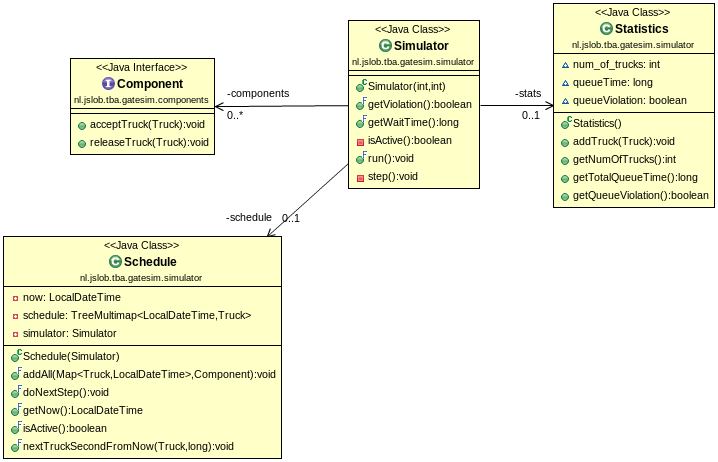 <<Java Interface>>
Component
nl.jslob.tba.gatesim.components
acceptTruck(Truck):void
releaseTruck(Truck):void
<<Java Class>>
Simulator
nl.jslob.tba.gatesim.simulator
Simulator(int,int)
getViolation():boolean
getWaitTime():long
isActive():boolean
run():void
step():void
<<Java Class>>
Statistics
nl.jslob.tba.gatesim.simulator
num_of_trucks: int
queueTime: long
queueViolation: boolean
Statistics()
addTruck(Truck):void
getNumOfTrucks():int
getTotalQueueTime():long
getQueueViolation():boolean
-components
0..*
-stats
0..1
-schedule
0..1
<<Java Class>>
Schedule
nl.jslob.tba.gatesim.simulator
now: LocalDateTime
schedule: TreeMultimap<LocalDateTime,Truck>
simulator: Simulator
Schedule(Simulator)
addAll(Map<Truck,LocalDateTime>,Component):void
doNextStep():void
getNow():LocalDateTime
isActive():boolean
nextTruckSecondFromNow(Truck,long):void